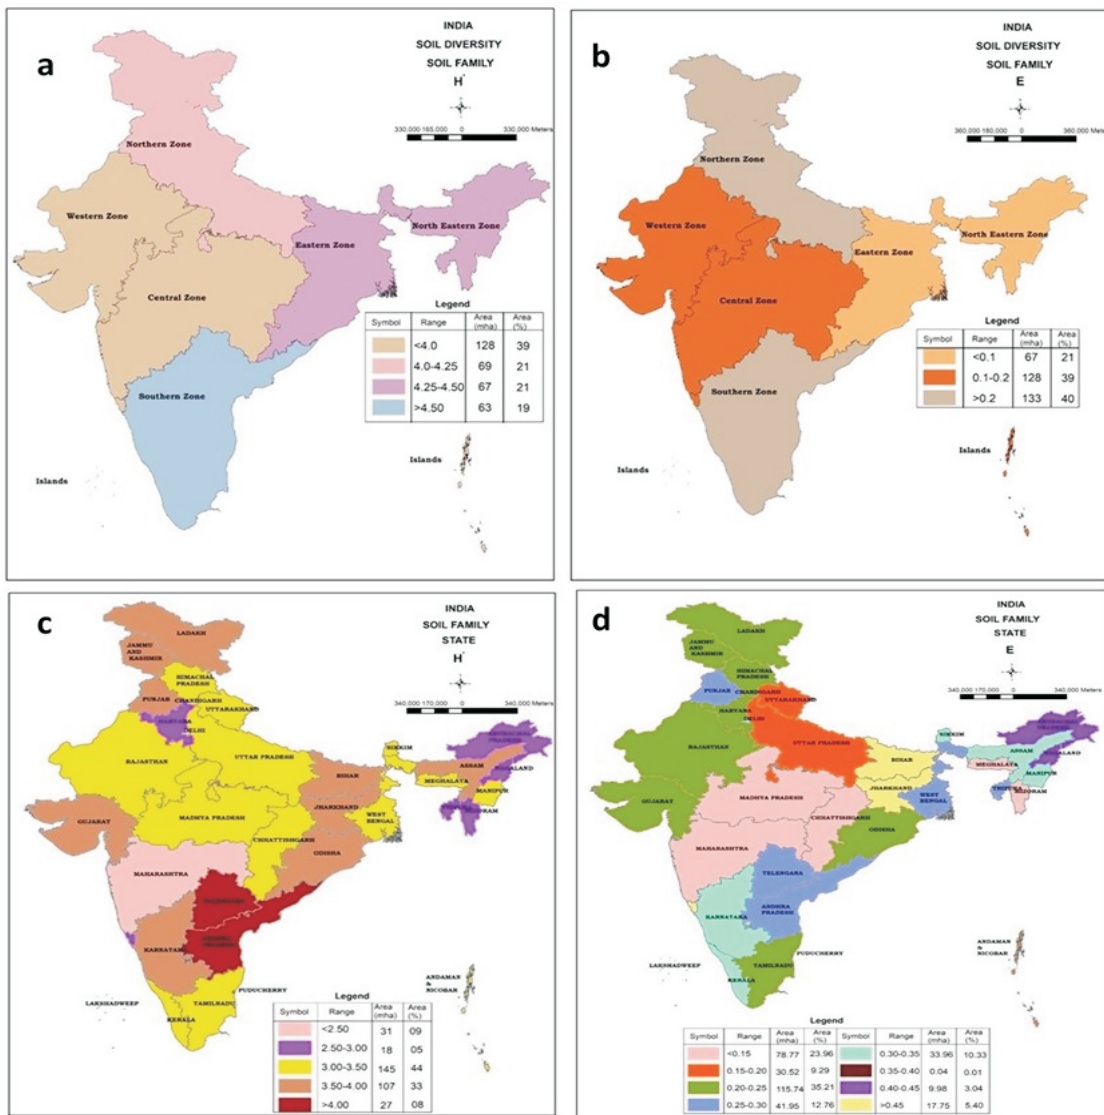 a
INDIA
SOIL DIVERSITY
SOIL FAMILY
H'
330,000 165,000 0 330,000 Meters
Northern Zone
Western Zone
North Eastern Zone
Eastern Zone
Central Zone
Southern Zone
Islands
Islands
Legend
Symbol Range Area (mha) Area (%)
<4.0 128 39
4.0-4.25 69 21
4.25-4.50 67 21
>4.50 63 19
b
INDIA
SOIL DIVERSITY
SOIL FAMILY
E
360,000 180,000 0 360,000 Meters
Northern Zone
Western Zone
North Eastern Zone
Eastern Zone
Central Zone
Southern Zone
Islands
Islands
Legend
Symbol Range Area (mha) Area (%)
<0.1 67 21
0.1-0.2 128 39
>0.2 133 40
c
INDIA
SOIL FAMILY
STATE
H'
340,000 170,000 0 340,000 Meters
LADAKH
JAMMU
AND
KASHMIR
HIMACHAL
PRADESH
PUNJAB
CHANDIGARH
UTTARAKHAND
HARYANA
DELHI
RAJASTHAN
UTTAR PRADESH
SIKKIM
ARUNACHAL
PRADESH
ASSAM
NAGALAND
BIHAR
MEGHALAYA
MANIPUR
JHARKHAND
MIZORAM
GUJARAT
MADHYA PRADESH
WEST
BENGAL
CHHATTISHGARH
ODISHA
MAHARASHTRA
KARNATAKA
PUDUCHERRY
LAKSHADWEEP
TAMILNADU
KERALA
ANDAMAN
&
NICOBAR
Legend
Symbol Range Area (mha) Area (%)
<2.50 31 09
2.50-3.00 18 05
3.00-3.50 145 44
3.50-4.00 107 33
>4.00 27 08
d
INDIA
SOIL FAMILY
STATE
E
340,000 170,000 0 340,000 Meters
LADAKH
JAMMU
AND
KASHMIR
HIMACHAL
PRADESH
PUNJAB
CHANDIGARH
UTTARAKHAND
HARYANA
DELHI
RAJASTHAN
UTTAR PRADESH
SIKKIM
ARUNACHAL
PRADESH
ASSAM
NAGALAND
BIHAR
MEGHALAYA
MANIPUR
JHARKHAND
TRIPURA
MIZORAM
GUJARAT
MADHYA PRADESH
WEST
BENGAL
CHHATTISHGARH
ODISHA
MAHARASHTRA
TELENGANA
ANDHRA
PRADESH
KARNATAKA
PUDUCHERRY
LAKSHADWEEP
TAMILNADU
KERALA
ANDAMAN
&
NICOBAR
Legend
Symbol Range Area (mha) Area (%) Symbol Range Area (mha) Area (%)
<0.15 78.77 23.96 0.30-0.35 33.96 10.33
0.15-0.20 30.52 9.29 0.35-0.40 0.04 0.01
0.20-0.25 115.74 35.21 0.40-0.45 9.98 3.04
0.25-0.30 41.95 12.76 >0.45 17.75 5.40